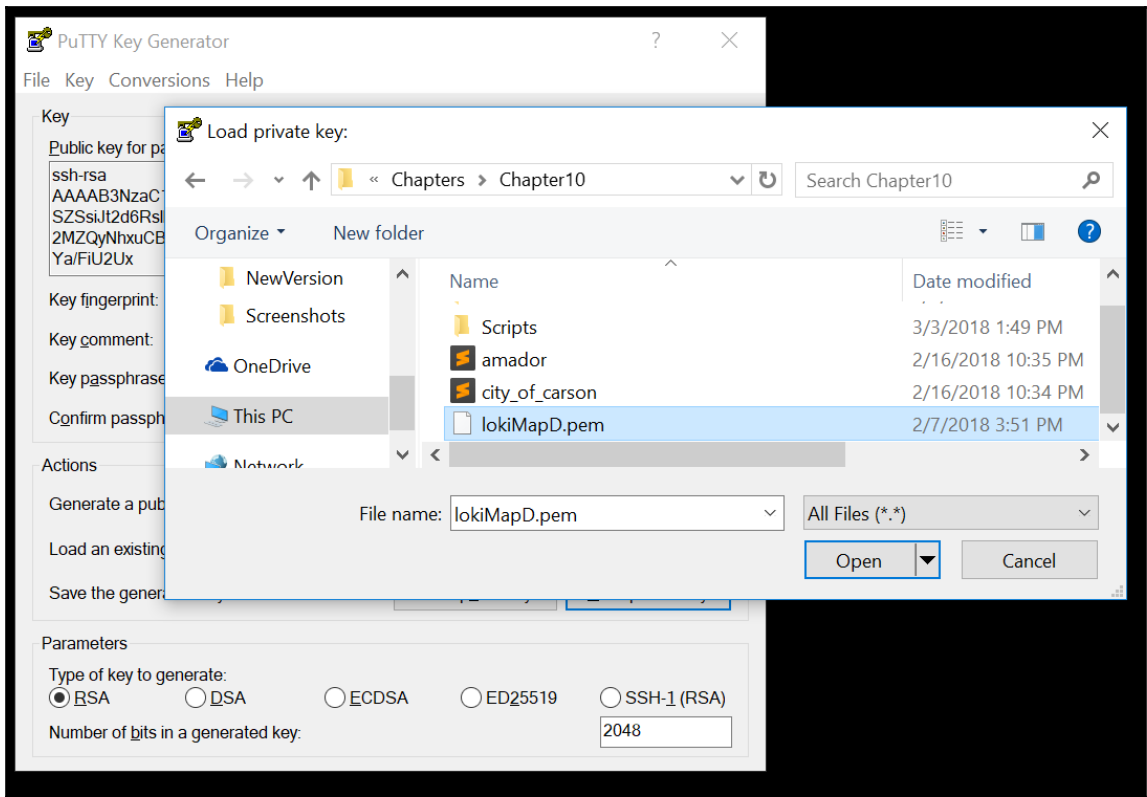 PuTTY Key Generator
File Key Conversions Help
Key
Public key for pa
ssh-rsa
AAAAB3NzaC
SZSsiJt2d6Rsl
2MZQyNhxuCB
Ya/FiU2Ux
Key fingerprint:
Key comment:
Key passphrase
Confirm passph
Actions
Generate a pub
Load an existing
Save the genera
Parameters
Type of key to generate:
RSA DSA ECDSA ED25519 SSH-1 (RSA)
Number of bits in a generated key: 2048
Load private key:
« Chapters > Chapter10
Search Chapter10
Organize New folder
NewVersion
Screenshots
OneDrive
This PC
Network
Name Date modified
Scripts 3/3/2018 1:49 PM
amador 2/16/2018 10:35 PM
city_of_carson 2/16/2018 10:34 PM
lokiMapD.pem 2/7/2018 3:51 PM
File name: lokiMapD.pem All Files (*.*)
Open Cancel